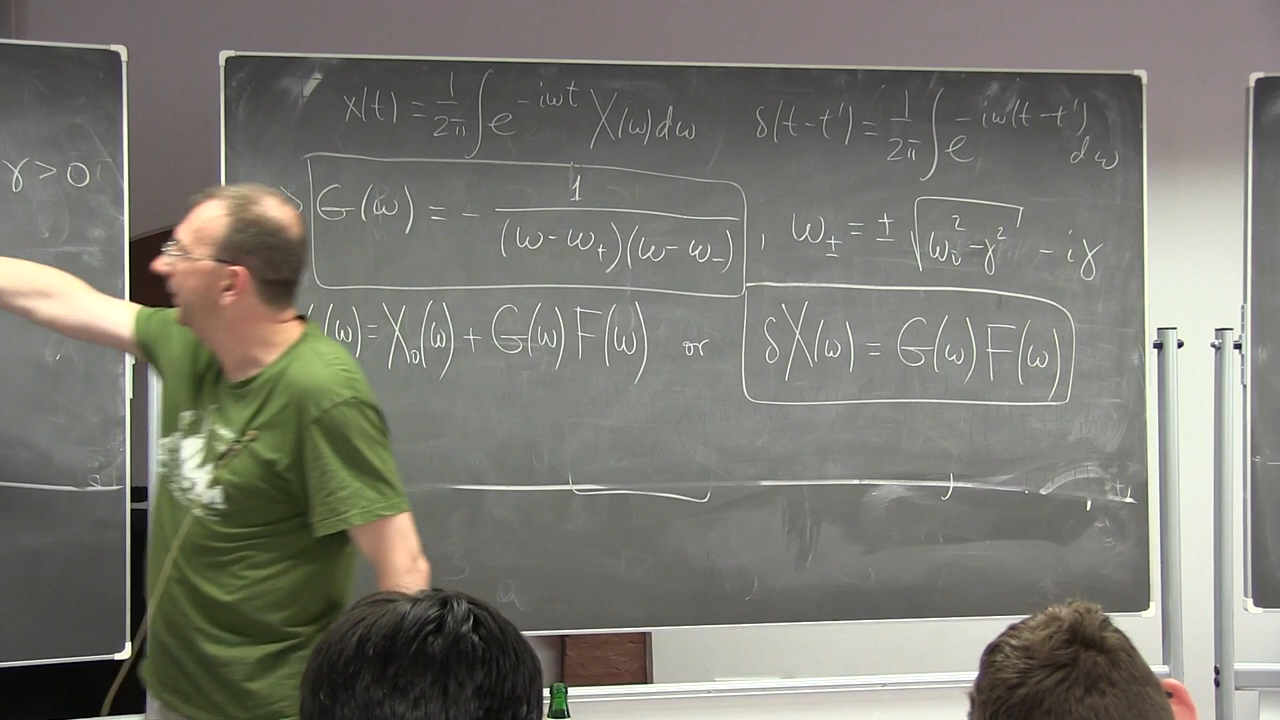 γ > 0
x(t) = 1/2π ∫ e^{-iωt} X(ω)dω   δ(t-t') = 1/2π ∫ e^{-iω(t-t')} dω
G(ω) = - 1/((ω-ω₊)(ω-ω₋)) , ω± = ± √(ω₀²-γ²) - iγ
(ω) = X₀(ω) + G(ω) F(ω) or δX(ω) = G(ω) F(ω)